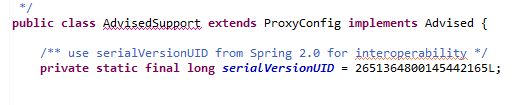 */
public class AdvisedSupport extends ProxyConfig implements Advised {
/** use serialVersionUID from Spring 2.0 for interoperability */
private static final long serialVersionUID = 2651364800145442165L;